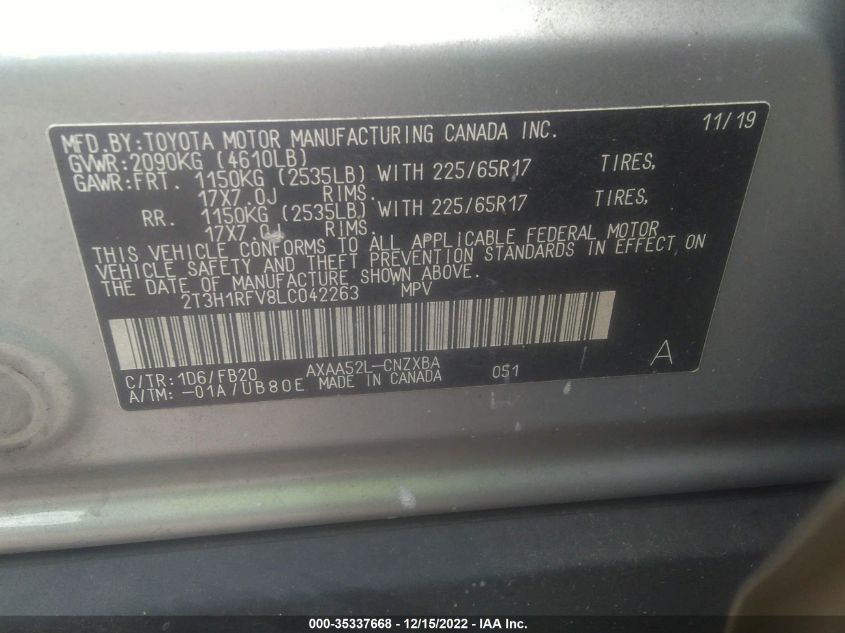 MFD.BY:TOYOTA MOTOR MANUFACTURING CANADA INC. 11/19
GVWR:2090KG (4610LB)
GAWR:FRT. 1150KG (2535LB) WITH 225/65R17 TIRES,
17X7.0J RIMS.
RR. 1150KG (2535LB) WITH 225/65R17 TIRES,
17X7.0J RIMS.
THIS VEHICLE CONFORMS TO ALL APPLICABLE FEDERAL MOTOR
VEHICLE SAFETY AND THEFT PREVENTION STANDARDS IN EFFECT ON
THE DATE OF MANUFACTURE SHOWN ABOVE.
2T3H1RFV8LC042263 MPV
C/TR:1D6/FB20 AXAA52L-CNZXBA 051 A
A/TM:-01A/UB80E MADE IN CANADA
000-35337668 - 12/15/2022 - IAA Inc.